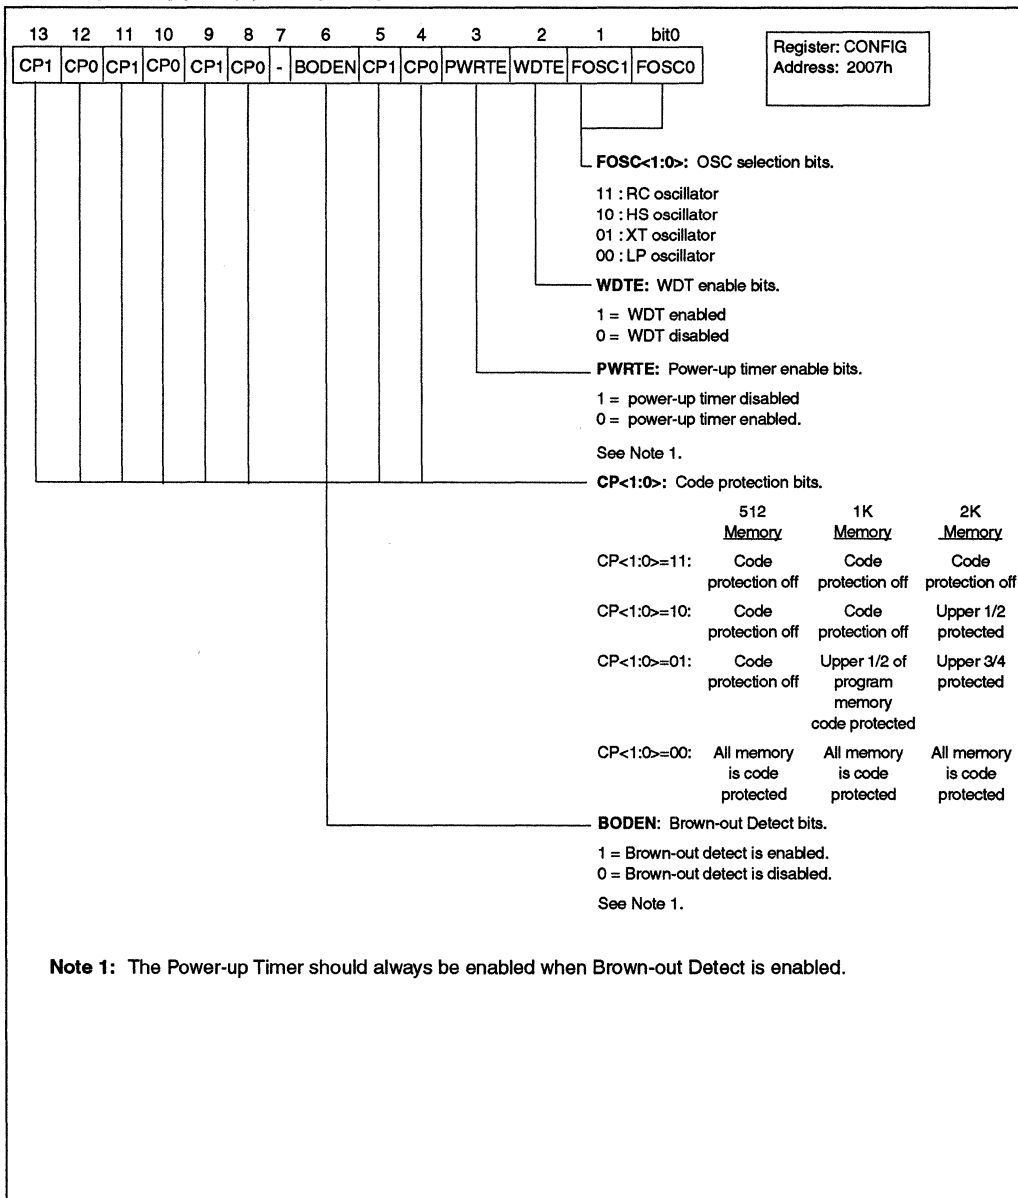 13 12 11 10 9 8 7 6 5 4 3 2 1 bit0
CP1 CP0 CP1 CP0 CP1 CP0 - BODEN CP1 CP0 PWRTE WDTE FOSC1 FOSC0
Register: CONFIG
Address: 2007h
FOSC<1:0>: OSC selection bits.
11 : RC oscillator
10 : HS oscillator
01 : XT oscillator
00 : LP oscillator
WDTE: WDT enable bits.
1 = WDT enabled
0 = WDT disabled
PWRTE: Power-up timer enable bits.
1 = power-up timer disabled
0 = power-up timer enabled.
See Note 1.
CP<1:0>: Code protection bits.
512 1K 2K
Memory Memory Memory
CP<1:0>=11: Code Code Code
protection off protection off protection off
CP<1:0>=10: Code Code Upper 1/2
protection off protection off protected
CP<1:0>=01: Code Upper 1/2 of Upper 3/4
protection off program protected
memory
code protected
CP<1:0>=00: All memory All memory All memory
is code is code is code
protected protected protected
BODEN: Brown-out Detect bits.
1 = Brown-out detect is enabled.
0 = Brown-out detect is disabled.
See Note 1.
Note 1: The Power-up Timer should always be enabled when Brown-out Detect is enabled.